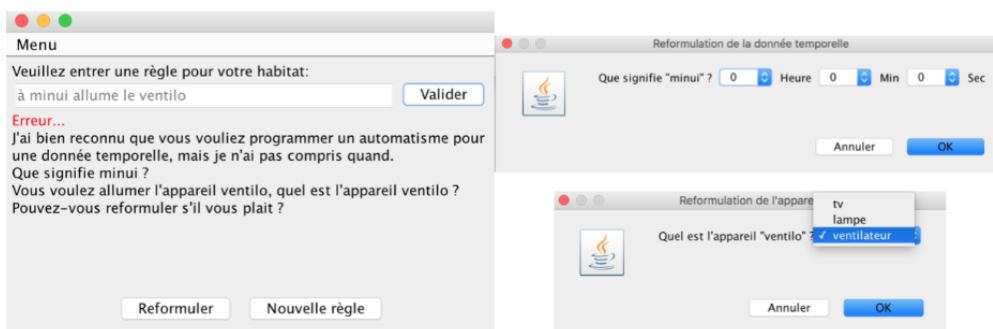 Menu
Veuillez entrer une règle pour votre habitat:
à minui allume le ventilo
Valider
Erreur...
J'ai bien reconnu que vous vouliez programmer un automatisme pour
une donnée temporelle, mais je n'ai pas compris quand.
Que signifie minui ?
Vous voulez allumer l'appareil ventilo, quel est l'appareil ventilo ?
Pouvez-vous reformuler s'il vous plait ?
Reformuler Nouvelle règle
Reformulation de la donnée temporelle
Que signifie "minui" ? 0 Heure 0 Min 0 Sec
Annuler OK
Reformulation de l'appare
Quel est l'appareil "ventilo" ?
tv
lampe
✓ ventilateur
Annuler OK